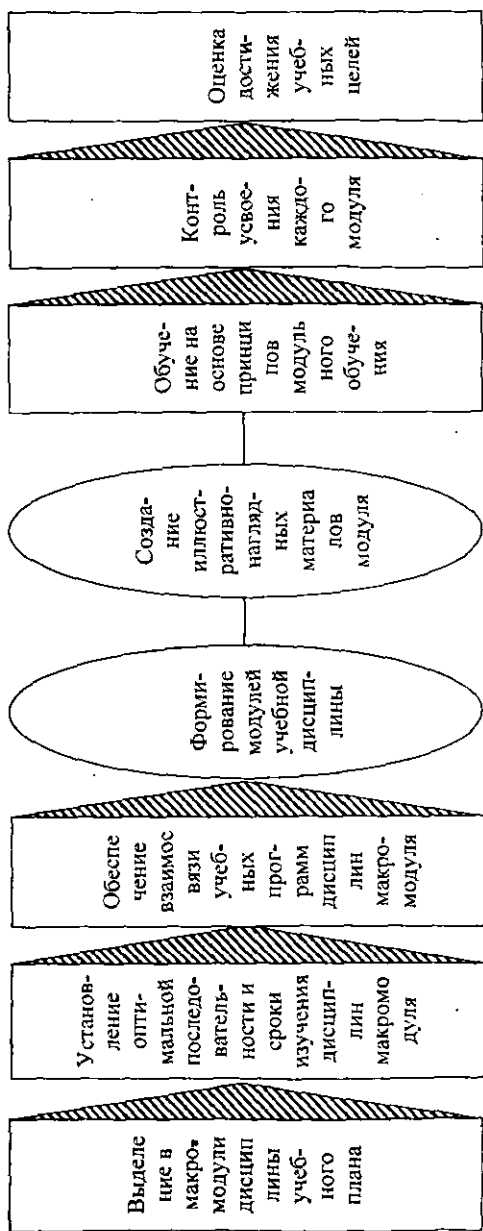 Выделе
ние в
макро-
модули
дисцип
лины
учеб-
ного
плана
Установ-
ление
опти-
мальной
последо-
ватель-
ности и
сроки
изучения
дисцип-
лин
макромо
дуля
Обеспе
чение
взаимос
вязи
учеб-
ных
прог-
рамм
дисцип
лин
макро-
модуля
Форми-
рование
модулей
учебной
дисцип-
лины
Созда-
ние
иллюст-
ративно-
нагляд-
ных
материа
лов
модуля
Обуче-
ние на
основе
принци
пов
модуль
ного
обуче-
ния
Конт-
роль
усвое-
ния
каждо-
го
модуля
Оценка
дости-
жения
учеб-
ных
целей